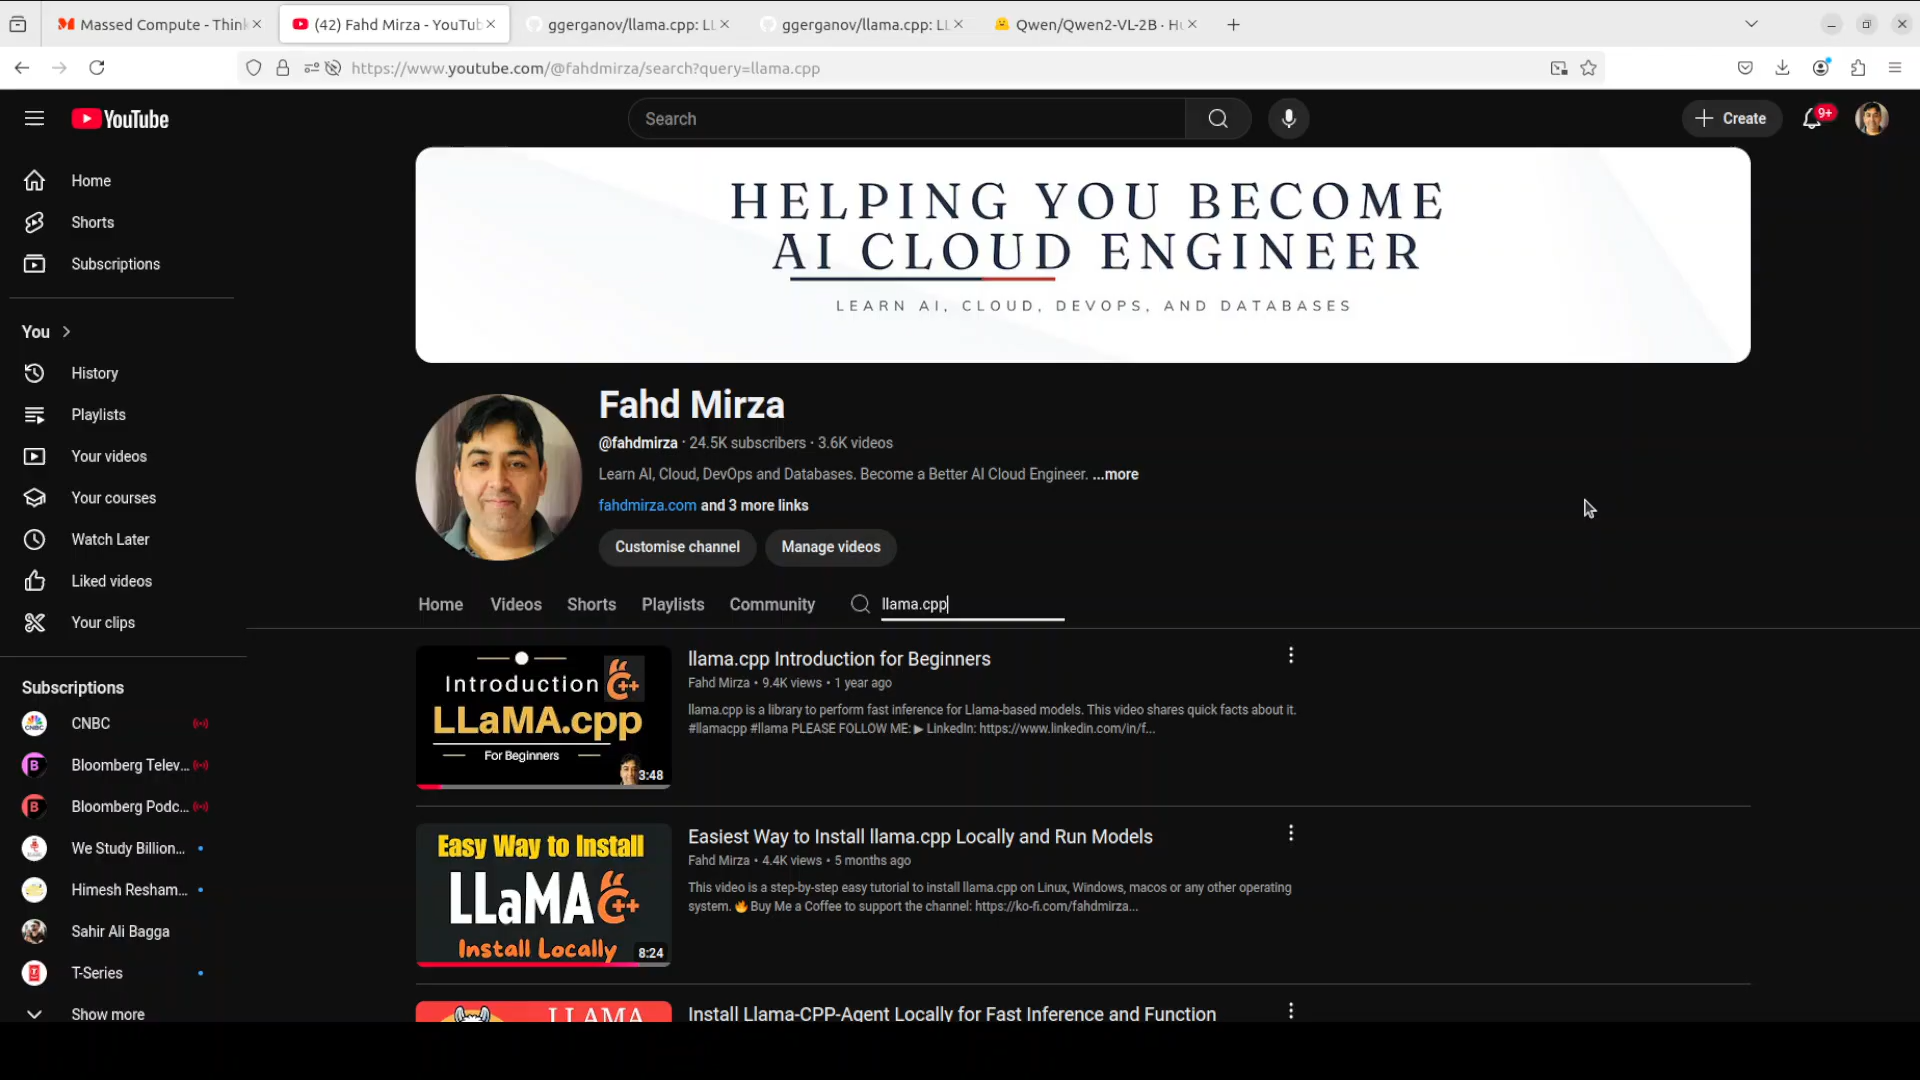 Massed Compute - Think
(42) Fahd Mirza - YouTub
ggerganov/llama.cpp: LL
ggerganov/llama.cpp: LL
Qwen/Qwen2-VL-2B · Hu
https://www.youtube.com/@fahdmirza/search?query=llama.cpp
YouTube
Search
Create
9+
Home
Shorts
Subscriptions
You
History
Playlists
Your videos
Your courses
Watch Later
Liked videos
Your clips
Subscriptions
CNBC
Bloomberg Telev...
Bloomberg Podc...
We Study Billion...
Himesh Resham...
Sahir Ali Bagga
T-Series
Show more
HELPING YOU BECOME
AI CLOUD ENGINEER
LEARN AI, CLOUD, DEVOPS, AND DATABASES
Fahd Mirza
@fahdmirza · 24.5K subscribers · 3.6K videos
Learn AI, Cloud, DevOps and Databases. Become a Better AI Cloud Engineer. ...more
fahdmirza.com and 3 more links
Customise channel
Manage videos
Home
Videos
Shorts
Playlists
Community
llama.cpp
Introduction
LLaMA.cpp
For Beginners
3:48
llama.cpp Introduction for Beginners
Fahd Mirza • 9.4K views • 1 year ago
llama.cpp is a library to perform fast inference for Llama-based models. This video shares quick facts about it.
#llamacpp #llama PLEASE FOLLOW ME: ▶ LinkedIn: https://www.linkedin.com/in/f...
Easy Way to Install
LLaMA C++
Install Locally
8:24
Easiest Way to Install llama.cpp Locally and Run Models
Fahd Mirza • 4.4K views • 5 months ago
This video is a step-by-step easy tutorial to install llama.cpp on Linux, Windows, macos or any other operating
system. 🔥 Buy Me a Coffee to support the channel: https://ko-fi.com/fahdmirza...
LLAMA
Install Llama-CPP-Agent Locally for Fast Inference and Function